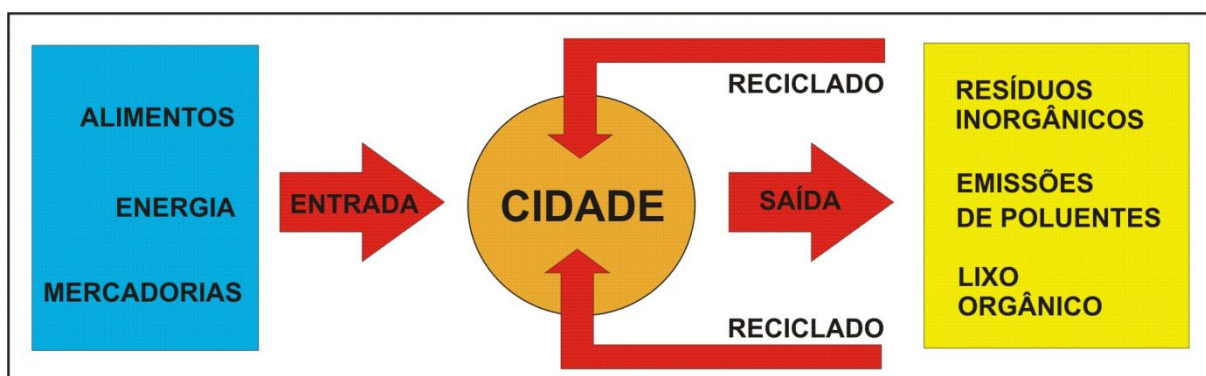 ALIMENTOS
ENERGIA
MERCADORIAS
ENTRADA
CIDADE
RECICLADO
SAÍDA
RECICLADO
RESÍDUOS
INORGÂNICOS
EMISSÕES
DE POLUENTES
LIXO
ORGÂNICO